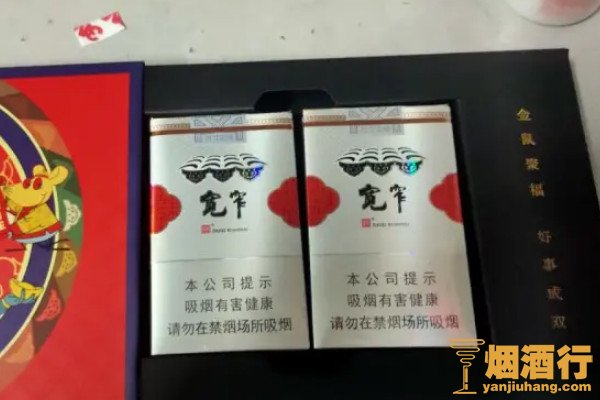 宽窄
本公司提示
吸烟有害健康
请勿在禁烟场所吸烟
宽窄
本公司提示
吸烟有害健康
请勿在禁烟场所吸烟
金鼠聚福 好事成双
烟酒行
yanjiuhang.com